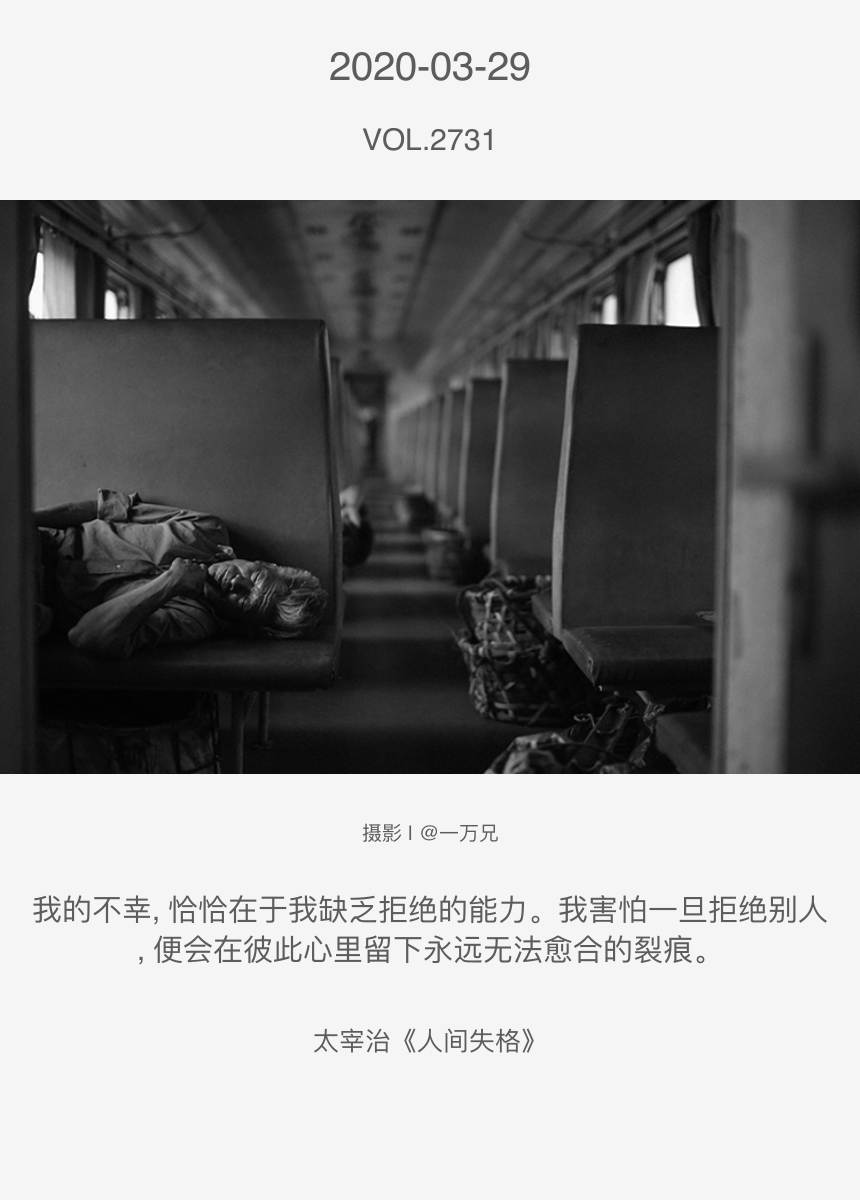 2020-03-29
VOL.2731
摄影 | @一万兄
我的不幸, 恰恰在于我缺乏拒绝的能力。我害怕一旦拒绝别人
, 便会在彼此心里留下永远无法愈合的裂痕。
太宰治《人间失格》